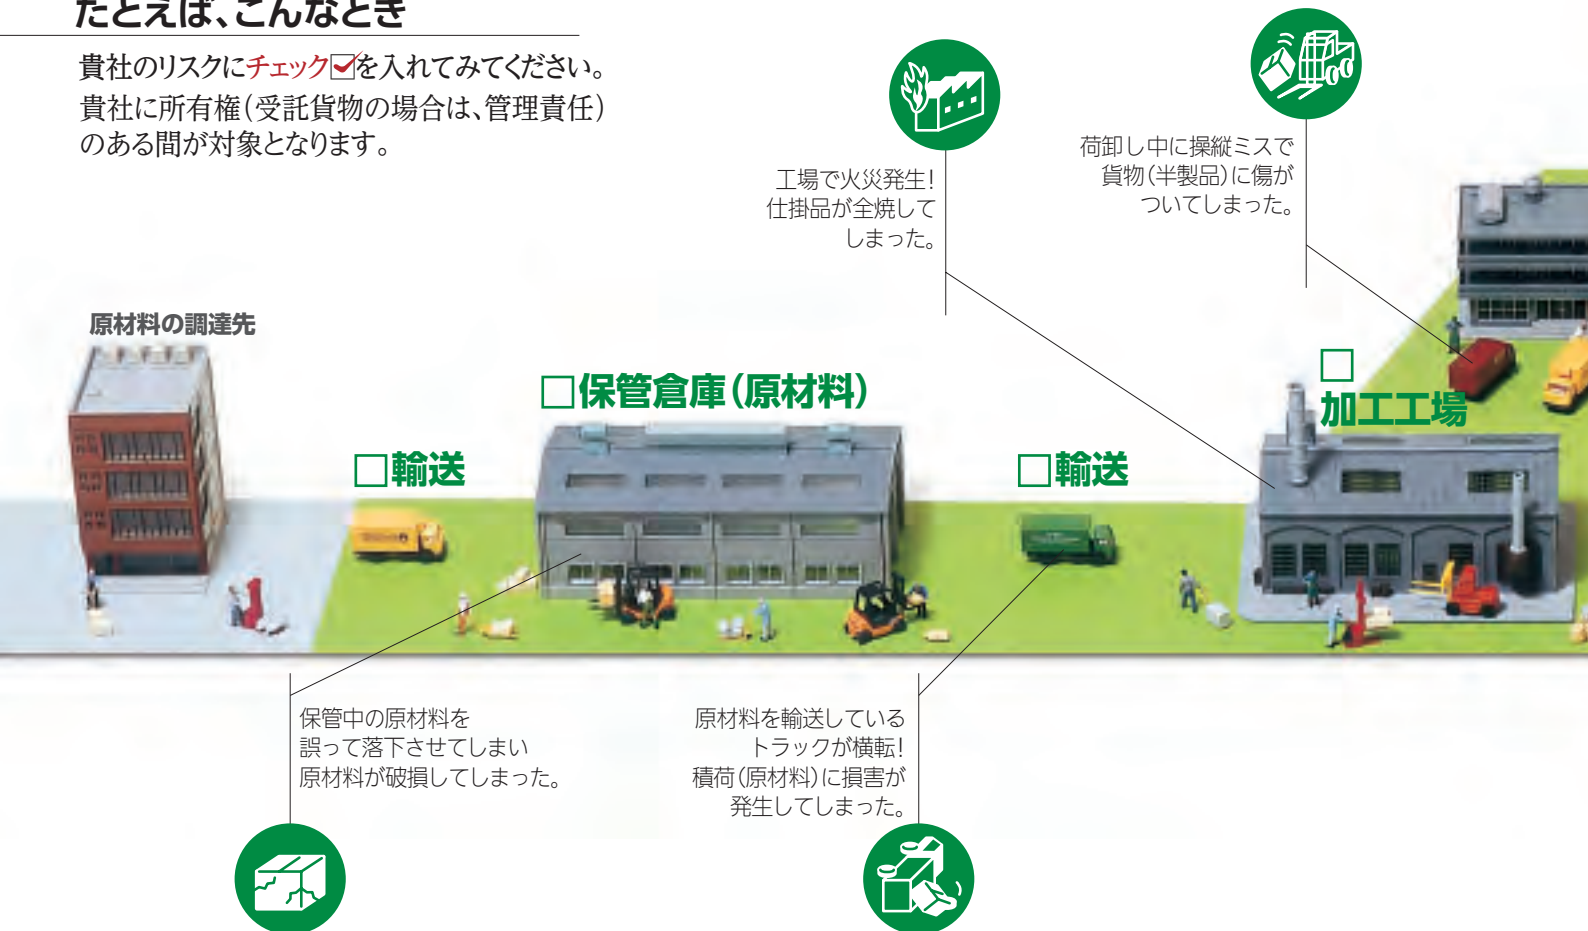 たとえば、こんなとき
貴社のリスクにチェック☑を入れてみてください。
貴社に所有権(受託貨物の場合は、管理責任)
のある間が対象となります。
工場で火災発生!
仕掛品が全焼して
しまった。
荷卸し中に操縦ミスで
貨物(半製品)に傷が
ついてしまった。
原材料の調達先
□輸送
□保管倉庫(原材料)
□輸送
□
加工工場
保管中の原材料を
誤って落下させてしまい
原材料が破損してしまった。
原材料を輸送している
トラックが横転!
積荷(原材料)に損害が
発生してしまった。